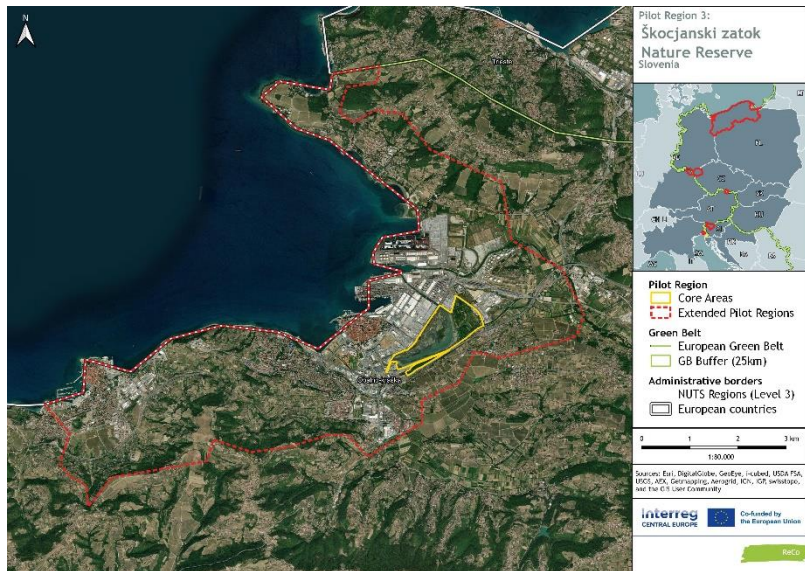 N
Trieste
Pilot Region 3:
Škocjanski zatok
Nature Reserve
Slovenia
PL
Pilot Region
Core Areas
Extended Pilot Regions
Green Belt
European Green Belt
GB Buffer (25km)
Administrative borders
NUTS Regions (Level 3)
European countries
0 1 2 3 km
1:80.000
Sources: Esri, DigitalGlobe, GeoEye, i-cubed, USDA FSA,
USGS, AEX, Getmapping, Aerogrid, IGN, IGP, swisstopo,
and the GIS User Community
Interreg
CENTRAL EUROPE
Co-funded by
the European Union
ReCo